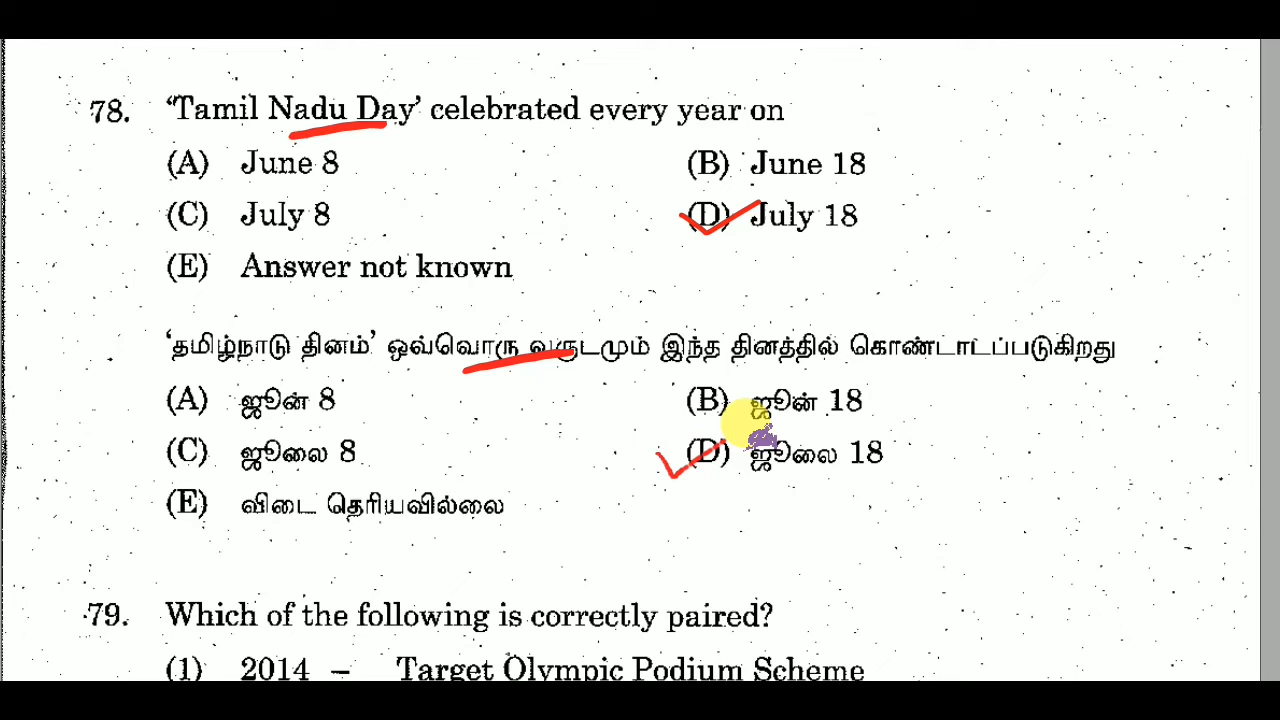 78. ‘Tamil Nadu Day’ celebrated every year on
(A) June 8 (B) June 18
(C) July 8 (D) July 18
(E) Answer not known
‘தமிழ்நாடு தினம்’ ஒவ்வொரு வருடமும் இந்த தினத்தில் கொண்டாடப்படுகிறது
(A) ஜூன் 8 (B) ஜூன் 18
(C) ஜூலை 8 (D) ஜூலை 18
(E) விடை தெரியவில்லை
79. Which of the following is correctly paired?
(1) 2014 – Target Olympic Podium Scheme